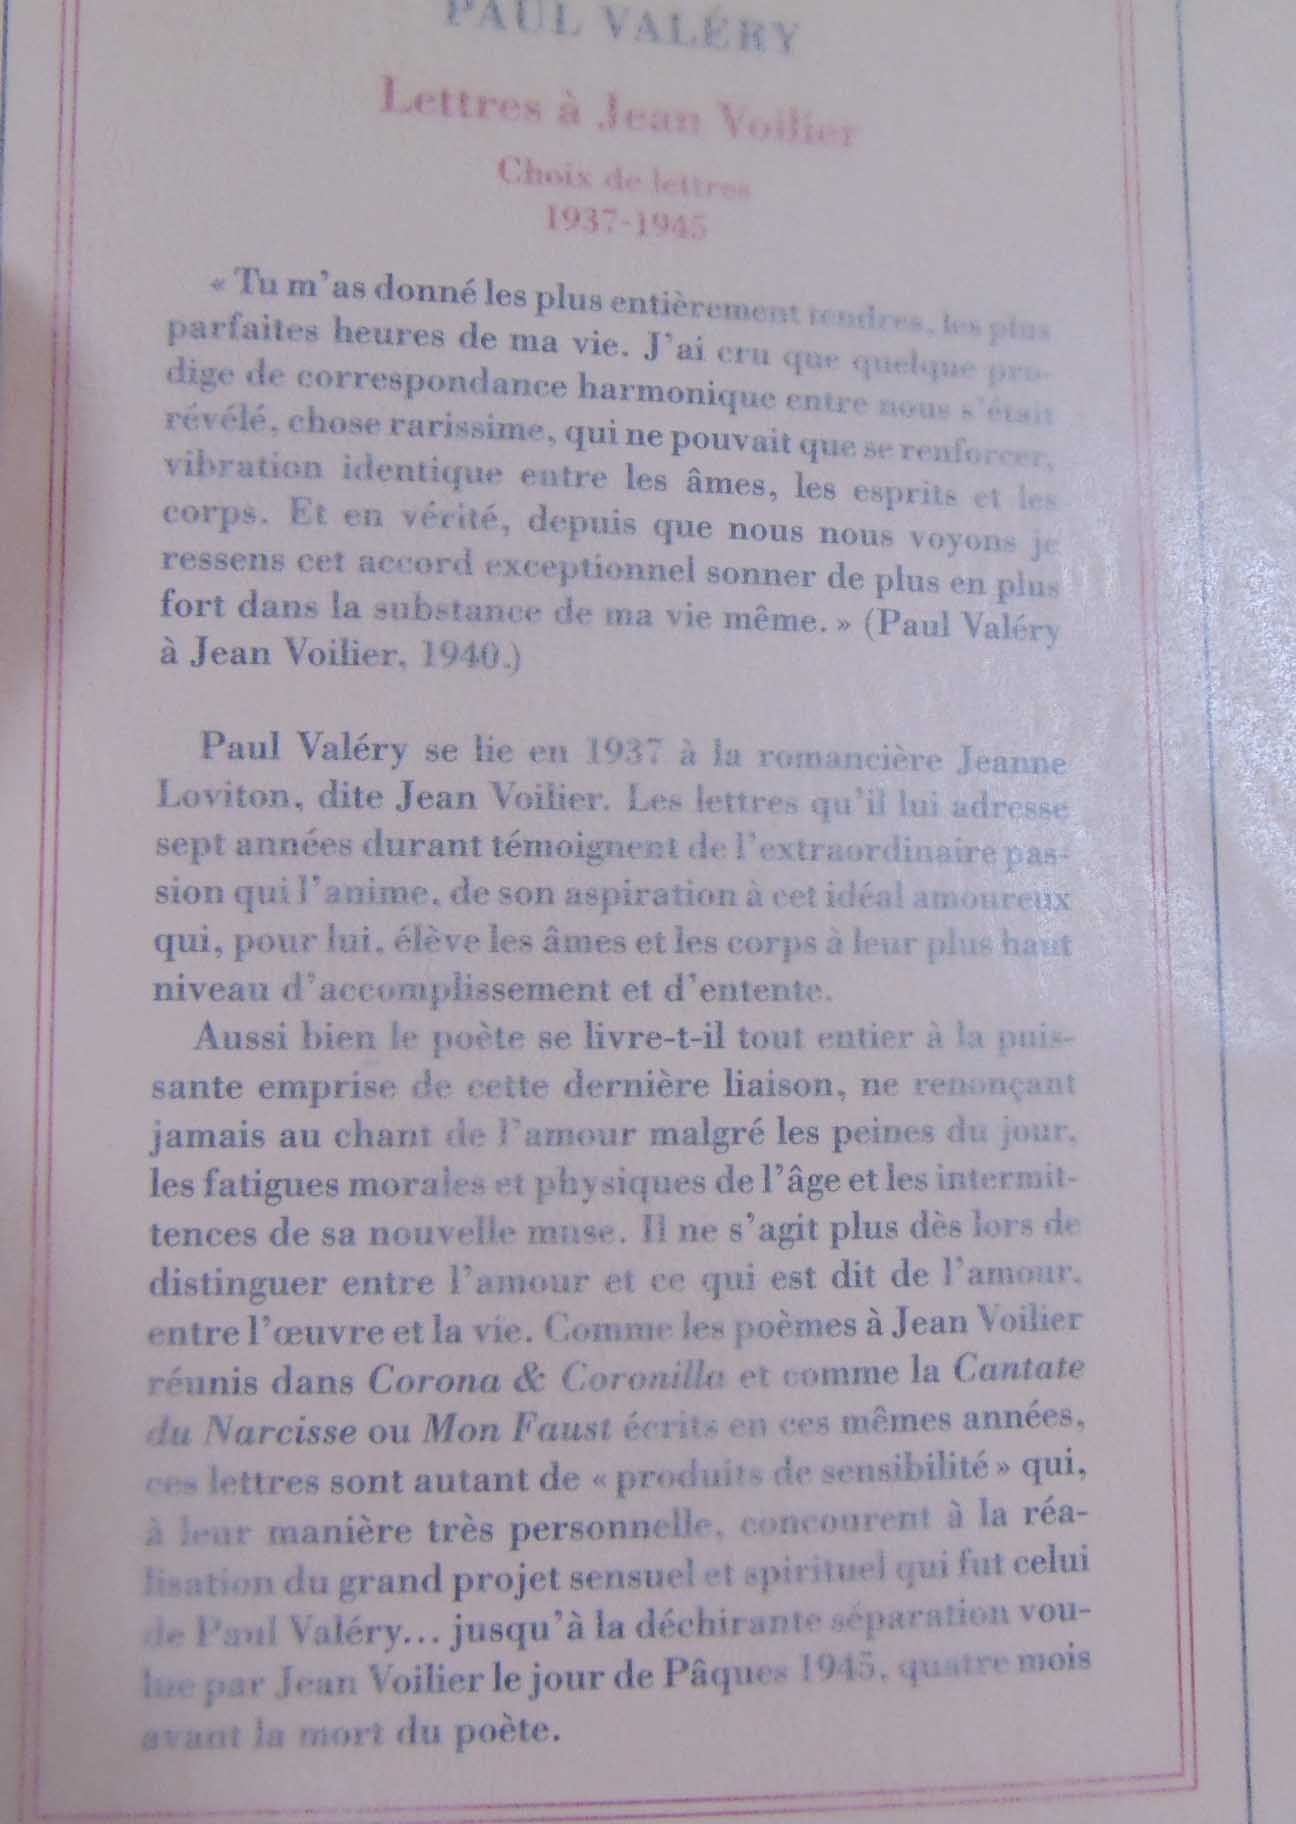 PAUL VALÉRY
Lettres à Jean Voilier
Choix de lettres
1937-1945
« Tu m'as donné les plus entièrement tendres, les plus
parfaites heures de ma vie. J'ai cru que quelque pro-
dige de correspondance harmonique entre nous s'était
révélé, chose rarissime, qui ne pouvait que se renforcer,
vibration identique entre les âmes, les esprits et les
corps. Et en vérité, depuis que nous nous voyons je
ressens cet accord exceptionnel sonner de plus en plus
fort dans la substance de ma vie même. » (Paul Valéry
à Jean Voilier, 1940.)
Paul Valéry se lie en 1937 à la romancière Jeanne
Loviton, dite Jean Voilier. Les lettres qu'il lui adresse
sept années durant témoignent de l'extraordinaire pas-
sion qui l'anime, de son aspiration à cet idéal amoureux
qui, pour lui, élève les âmes et les corps à leur plus haut
niveau d'accomplissement et d'entente.
Aussi bien le poète se livre-t-il tout entier à la puis-
sante emprise de cette dernière liaison, ne renonçant
jamais au chant de l'amour malgré les peines du jour,
les fatigues morales et physiques de l'âge et les intermit-
tences de sa nouvelle muse. Il ne s'agit plus dès lors de
distinguer entre l'amour et ce qui est dit de l'amour,
entre l'œuvre et la vie. Comme les poèmes à Jean Voilier
réunis dans Corona & Coronilla et comme la Cantate
du Narcisse ou Mon Faust écrits en ces mêmes années,
ces lettres sont autant de « produits de sensibilité » qui,
à leur manière très personnelle, concourent à la réa-
lisation du grand projet sensuel et spirituel qui fut celui
de Paul Valéry... jusqu'à la déchirante séparation vou-
lue par Jean Voilier le jour de Pâques 1945, quatre mois
avant la mort du poète.